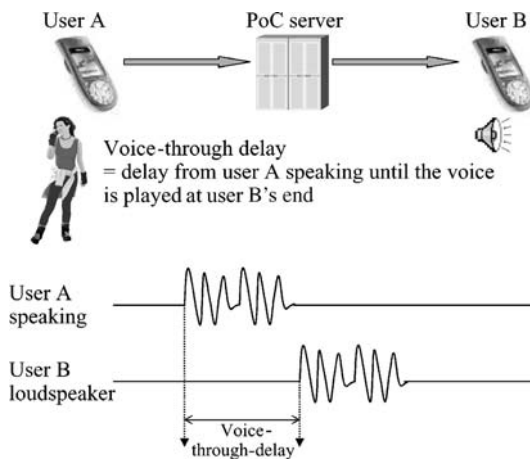 User A
PoC server
User B
Voice-through delay
= delay from user A speaking until the voice
is played at user B's end
User A
speaking
User B
loudspeaker
Voice-
through-delay